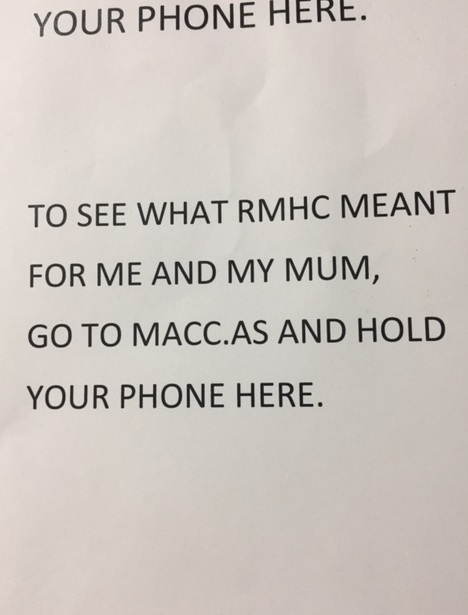 YOUR PHONE HERE.
TO SEE WHAT RMHC MEANT
FOR ME AND MY MUM,
GO TO MACC.AS AND HOLD
YOUR PHONE HERE.